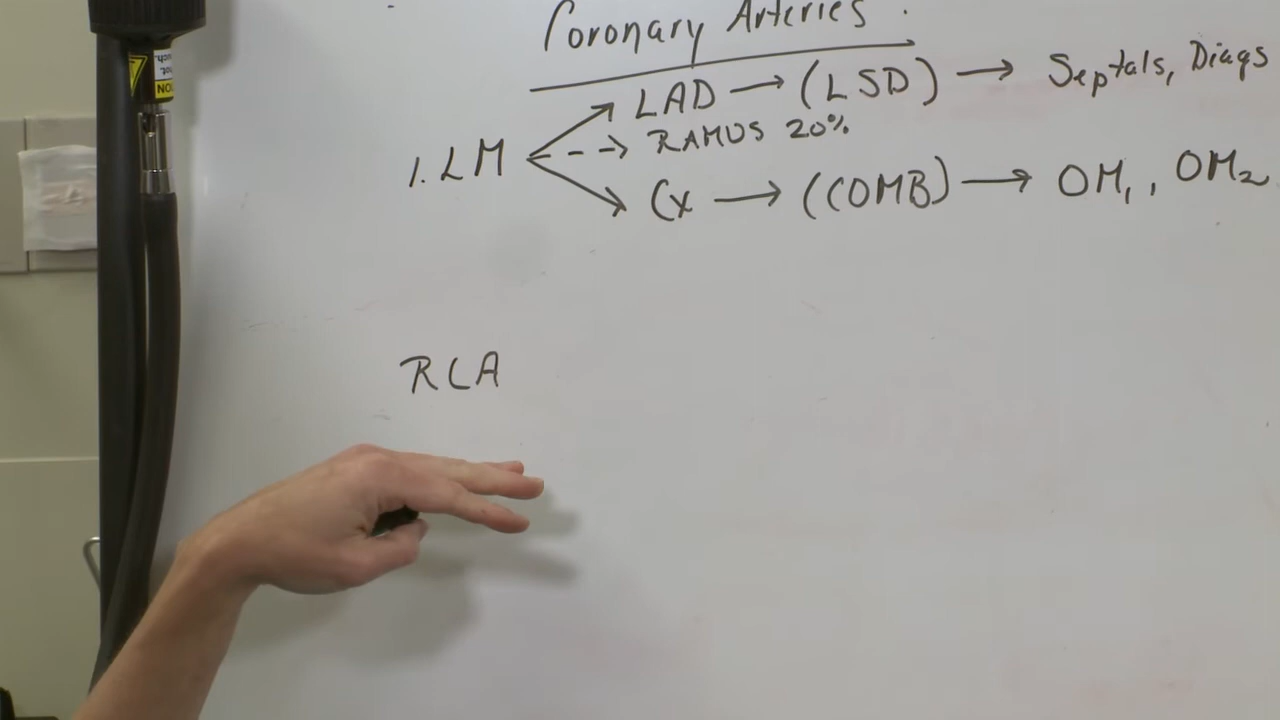 Coronary Arteries.
LAD → (LSD) → Septals, Diags
1. LM --> RAMUS 20%
Cx → (COMB) → OM₁, OM₂
RCA